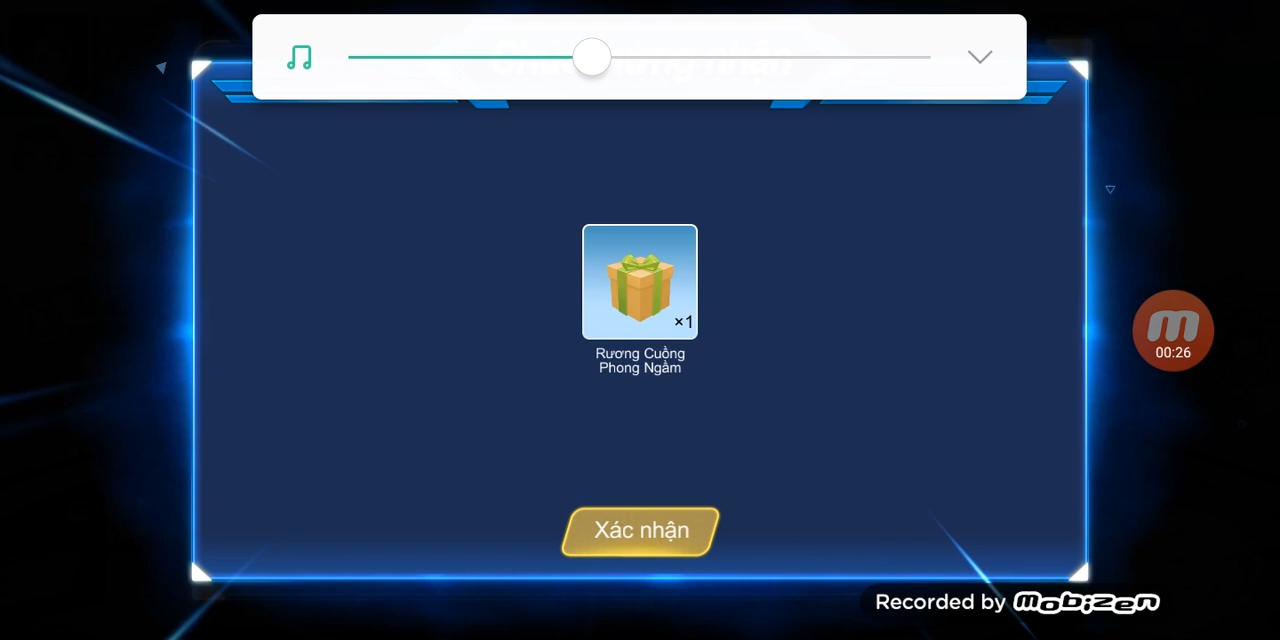 ×1
Rương Cuồng
Phong Ngầm
00:26
Xác nhận
Recorded by mobizen